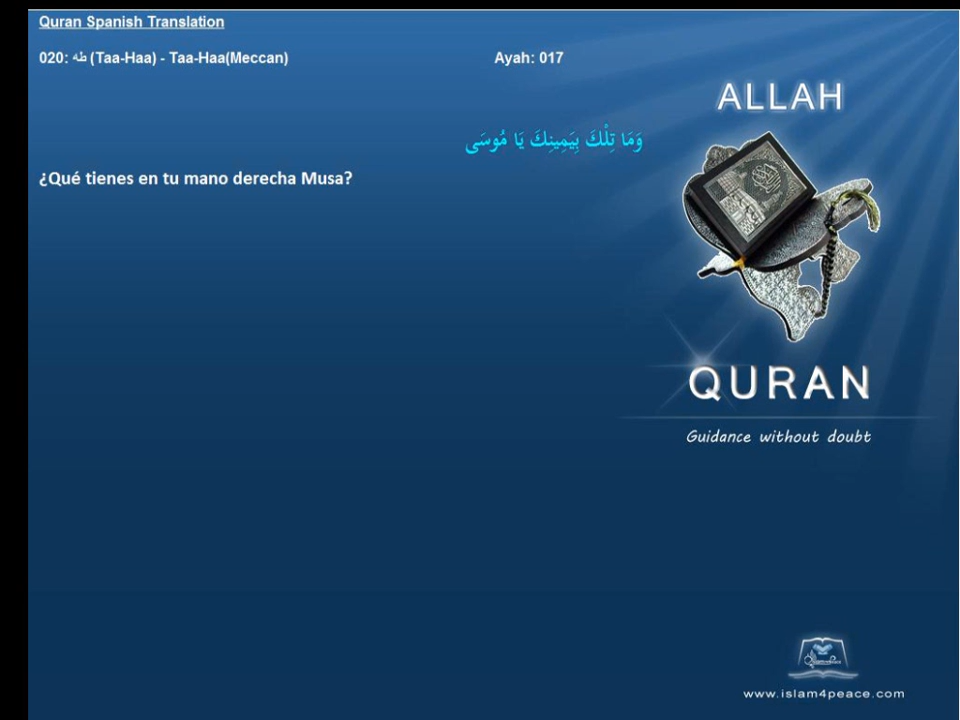 Quran Spanish Translation
020: طه (Taa-Haa) - Taa-Haa(Meccan) Ayah: 017
وَمَا تِلْكَ بِيَمِينِكَ يَا مُوسَى
¿Qué tienes en tu mano derecha Musa?
ALLAH
QURAN
Guidance without doubt
www.islam4peace.com